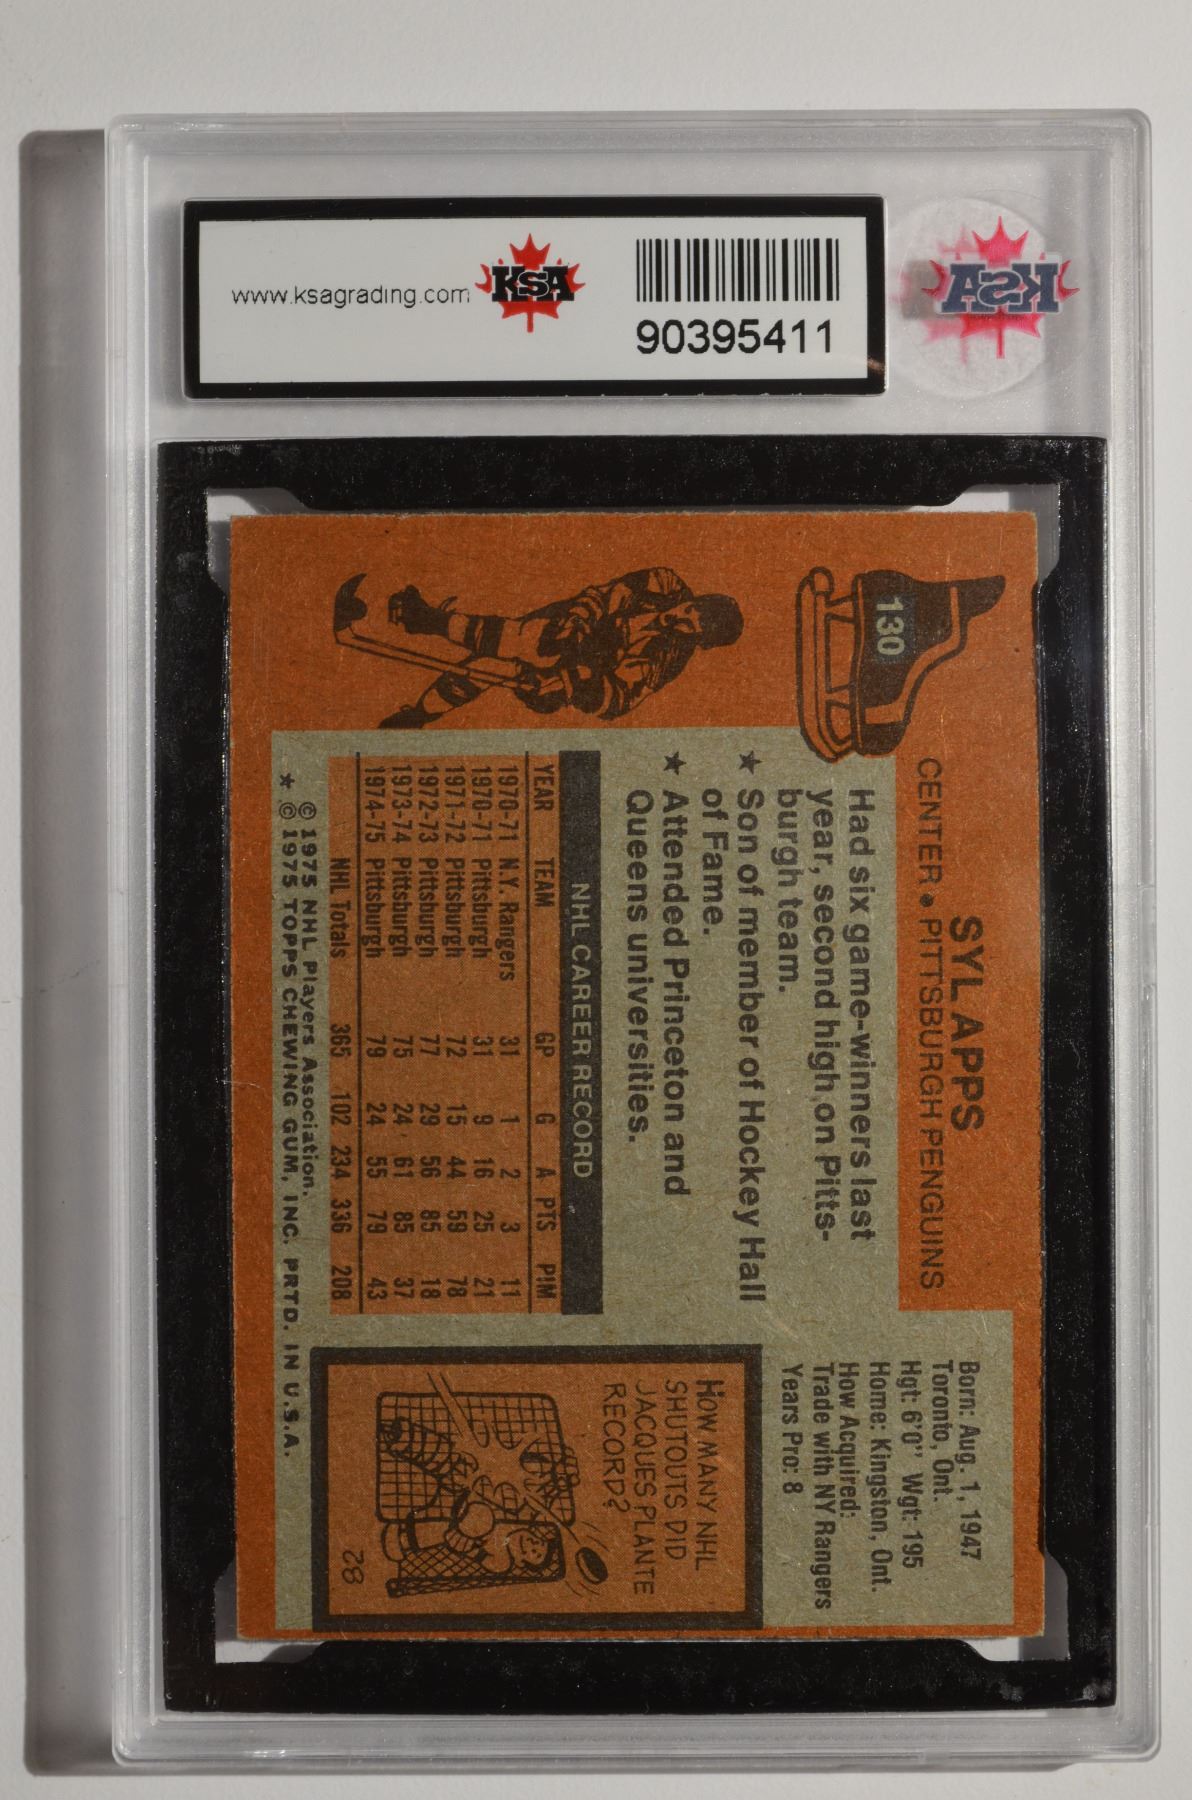 www.ksagrading.com
KSA
90395411
KSA
130
SYL APPS
CENTER • PITTSBURGH PENGUINS
Had six game-winners last
year, second high on Pitts-
burgh team.
★ Son of member of Hockey Hall
of Fame.
★ Attended Princeton and
Queens universities.
NHL CAREER RECORD
YEAR TEAM GP G A PTS PIM
1970-71 N.Y. Rangers 31 1 2 3 11
1970-71 Pittsburgh 31 9 16 25 21
1971-72 Pittsburgh 72 15 44 59 78
1972-73 Pittsburgh 77 29 56 85 18
1973-74 Pittsburgh 75 24 61 85 37
1974-75 Pittsburgh 79 24 55 79 43
NHL Totals 365 102 234 336 208
© 1975 NHL Players Association.
★ © 1975 TOPPS CHEWING GUM, INC. PRTD. IN U.S.A.
Born: Aug. 1, 1947
Toronto, Ont.
Hgt: 6'0" Wgt: 195
Home: Kingston, Ont.
How Acquired:
Trade with NY Rangers
Years Pro: 8
HOW MANY NHL
SHUTOUTS DID
JACQUES PLANTE
RECORD?
28